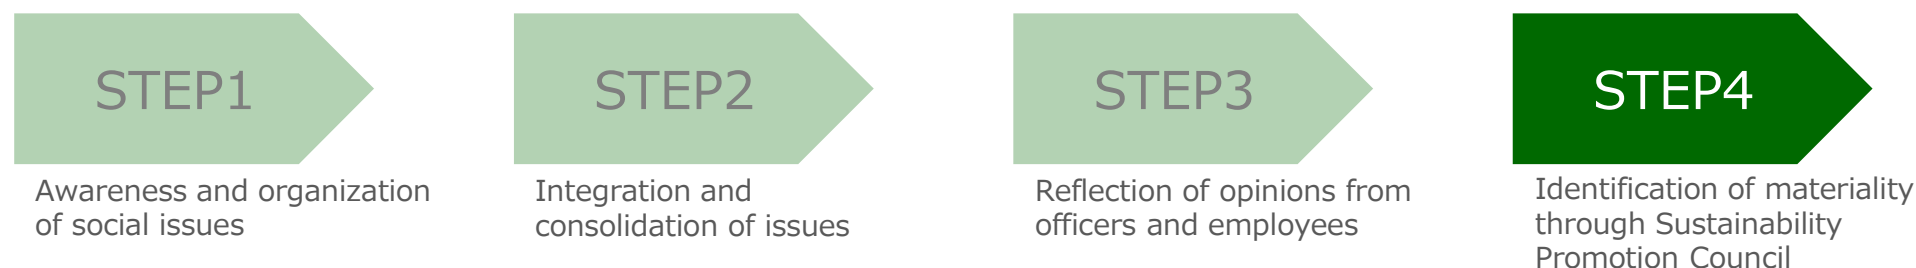 STEP1
Awareness and organization
of social issues
STEP2
Integration and
consolidation of issues
STEP3
Reflection of opinions from
officers and employees
STEP4
Identification of materiality
through Sustainability
Promotion Council